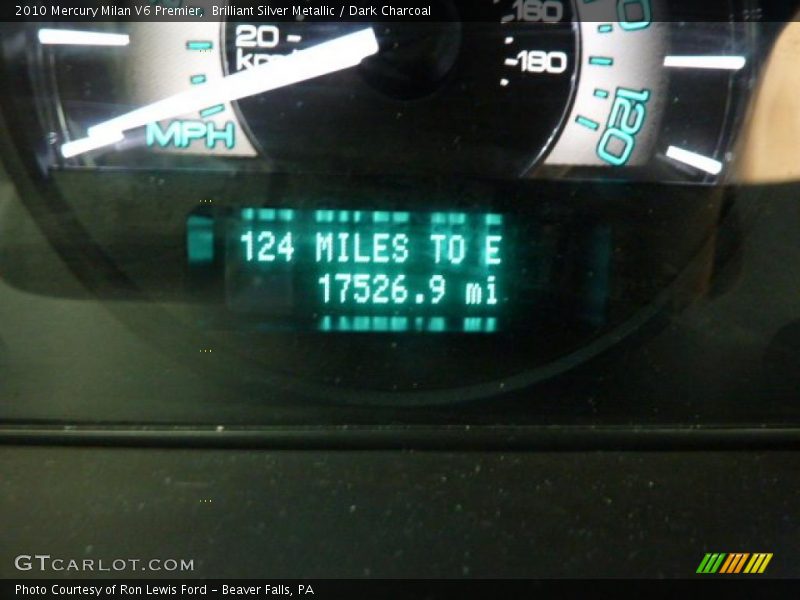 2010 Mercury Milan V6 Premier, Brilliant Silver Metallic / Dark Charcoal
160
20
km/h
180
120
MPH
124 MILES TO E
17526.9 mi
GTCARLOT.COM
Photo Courtesy of Ron Lewis Ford - Beaver Falls, PA